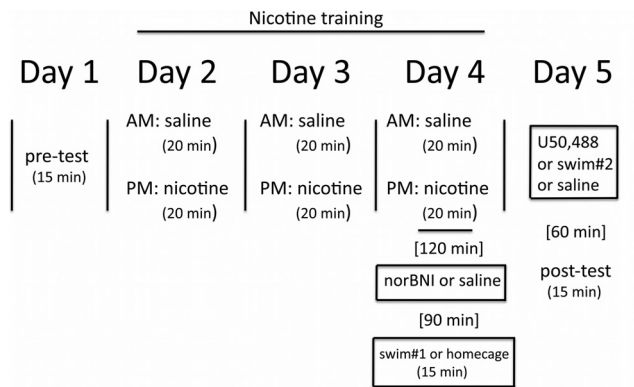 Nicotine training
Day 1
Day 2
Day 3
Day 4
Day 5
pre-test
(15 min)
AM: saline
(20 min)
PM: nicotine
(20 min)
AM: saline
(20 min)
PM: nicotine
(20 min)
AM: saline
(20 min)
PM: nicotine
(20 min)
[120 min]
norBNI or saline
[90 min]
swim#1 or homecage
(15 min)
U50,488
or swim#2
or saline
[60 min]
post-test
(15 min)